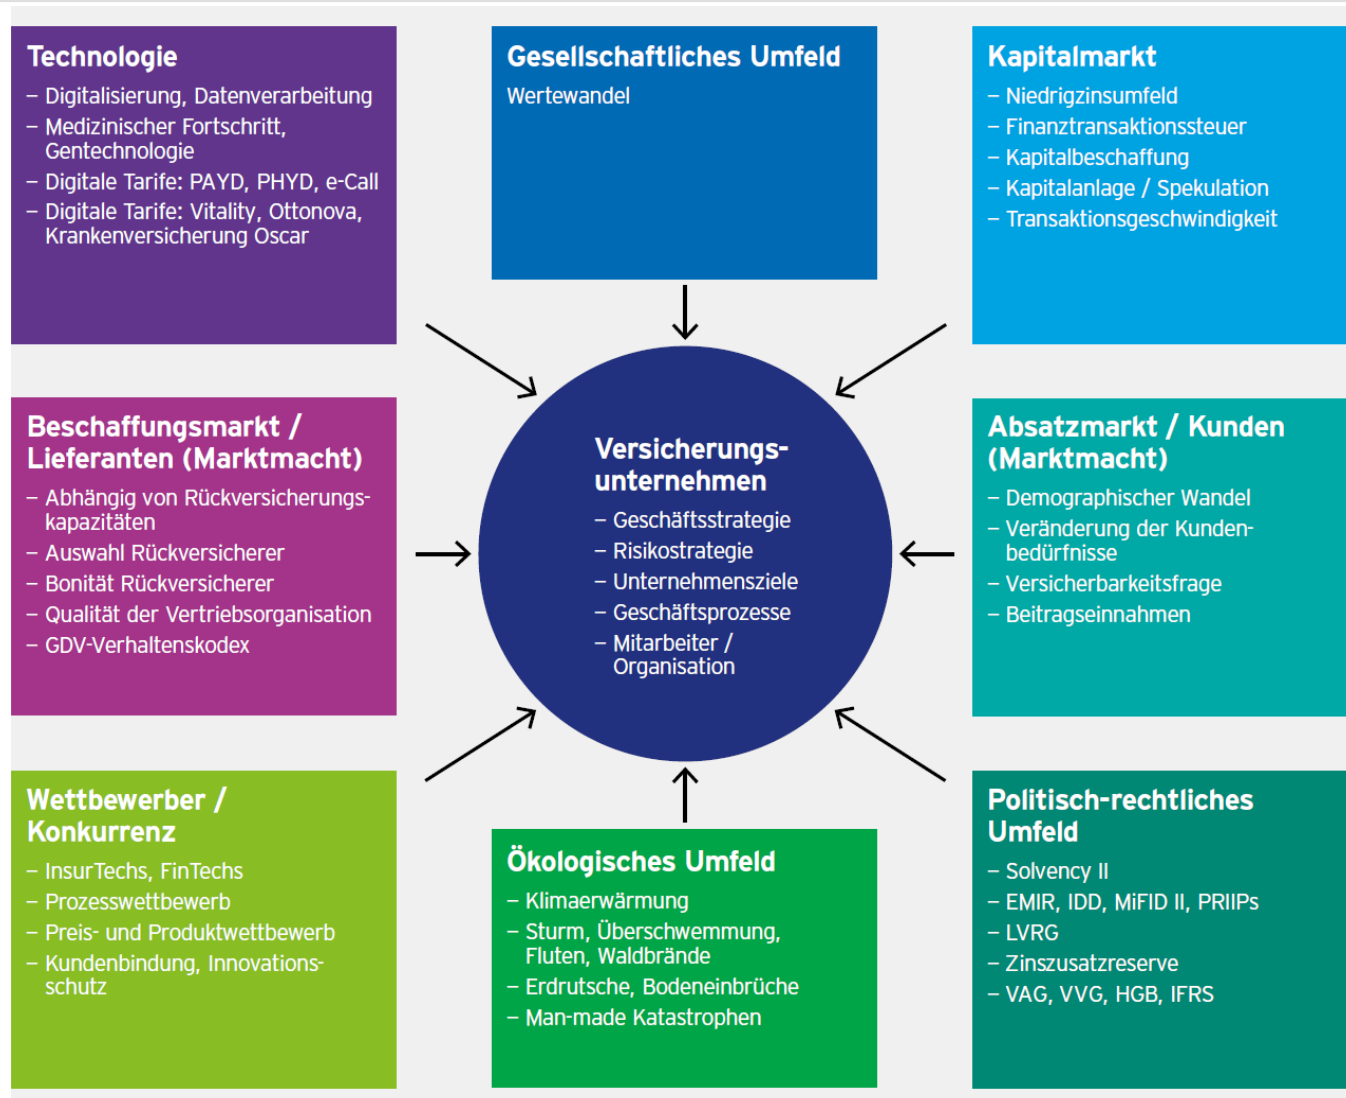 Technologie
– Digitalisierung, Datenverarbeitung
– Medizinischer Fortschritt,
Gentechnologie
– Digitale Tarife: PAYD, PHYD, e-Call
– Digitale Tarife: Vitality, Ottonova,
Krankenversicherung Oscar
Gesellschaftliches Umfeld
Wertewandel
Kapitalmarkt
– Niedrigzinsumfeld
– Finanztransaktionssteuer
– Kapitalbeschaffung
– Kapitalanlage / Spekulation
– Transaktionsgeschwindigkeit
Beschaffungsmarkt /
Lieferanten (Marktmacht)
– Abhängig von Rückversicherungs-
kapazitäten
– Auswahl Rückversicherer
– Bonität Rückversicherer
– Qualität der Vertriebsorganisation
– GDV-Verhaltenskodex
Versicherungs-
unternehmen
– Geschäftsstrategie
– Risikostrategie
– Unternehmensziele
– Geschäftsprozesse
– Mitarbeiter /
Organisation
Absatzmarkt / Kunden
(Marktmacht)
– Demographischer Wandel
– Veränderung der Kunden-
bedürfnisse
– Versicherbarkeitsfrage
– Beitragseinnahmen
Wettbewerber /
Konkurrenz
– InsurTechs, FinTechs
– Prozesswettbewerb
– Preis- und Produktwettbewerb
– Kundenbindung, Innovations-
schutz
Ökologisches Umfeld
– Klimaerwärmung
– Sturm, Überschwemmung,
Fluten, Waldbrände
– Erdrutsche, Bodeneinbrüche
– Man-made Katastrophen
Politisch-rechtliches
Umfeld
– Solvency II
– EMIR, IDD, MiFID II, PRIIPs
– LVRG
– Zinszusatzreserve
– VAG, VVG, HGB, IFRS